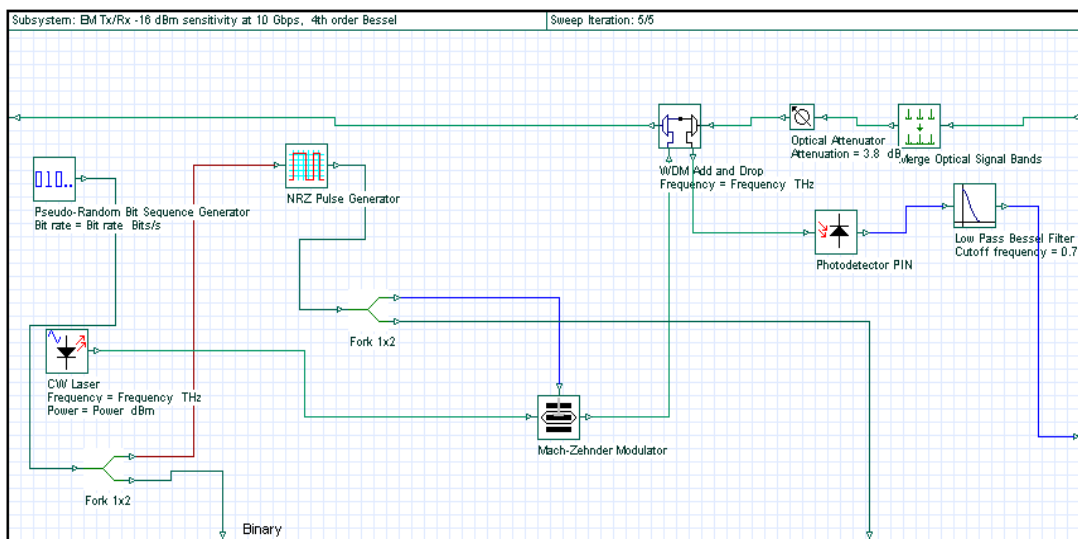 Subsystem: EM Tx/Rx -16 dBm sensitivity at 10 Gbps, 4th order Bessel
Sweep Iteration: 5/5
Optical Attenuator
Attenuation = 3.8 dB
Merge Optical Signal Bands
WDM Add and Drop
Frequency = Frequency THz
010..
NRZ Pulse Generator
Pseudo-Random Bit Sequence Generator
Bit rate = Bit rate Bits/s
Low Pass Bessel Filter
Cutoff frequency = 0.7
Photodetector PIN
Fork 1x2
CW Laser
Frequency = Frequency THz
Power = Power dBm
Mach-Zehnder Modulator
Fork 1x2
Binary